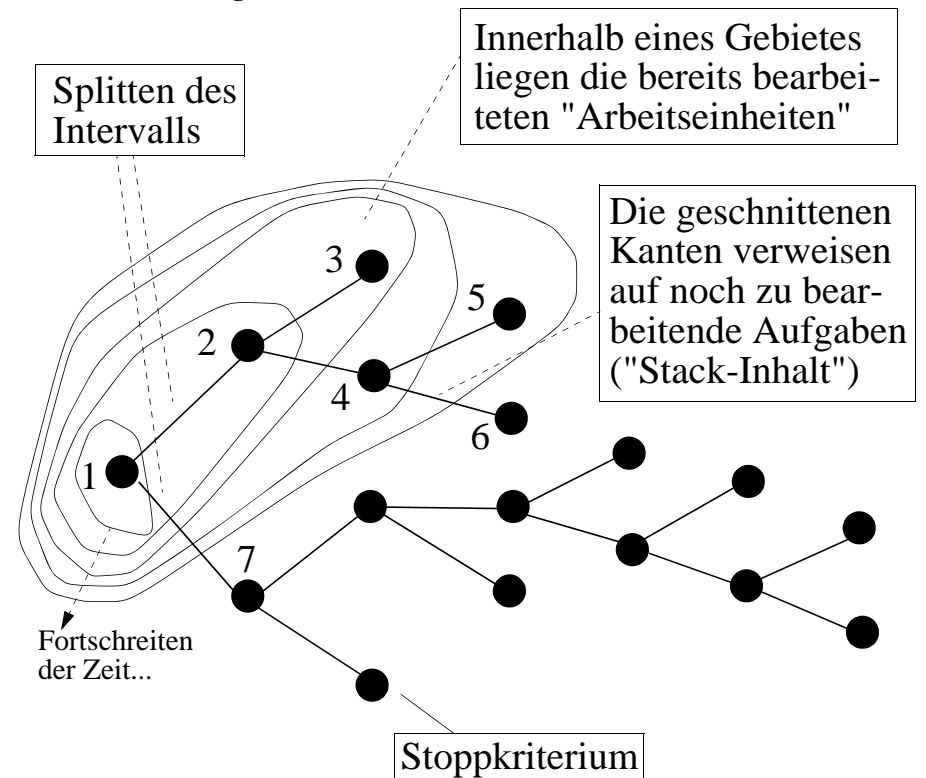 Innerhalb eines Gebietes
liegen die bereits bearbei-
teten "Arbeitseinheiten"
Splitten des
Intervalls
Die geschnittenen
Kanten verweisen
auf noch zu bear-
beitende Aufgaben
("Stack-Inhalt")
3
5
2
4
6
1
7
Fortschreiten
der Zeit...
Stoppkriterium